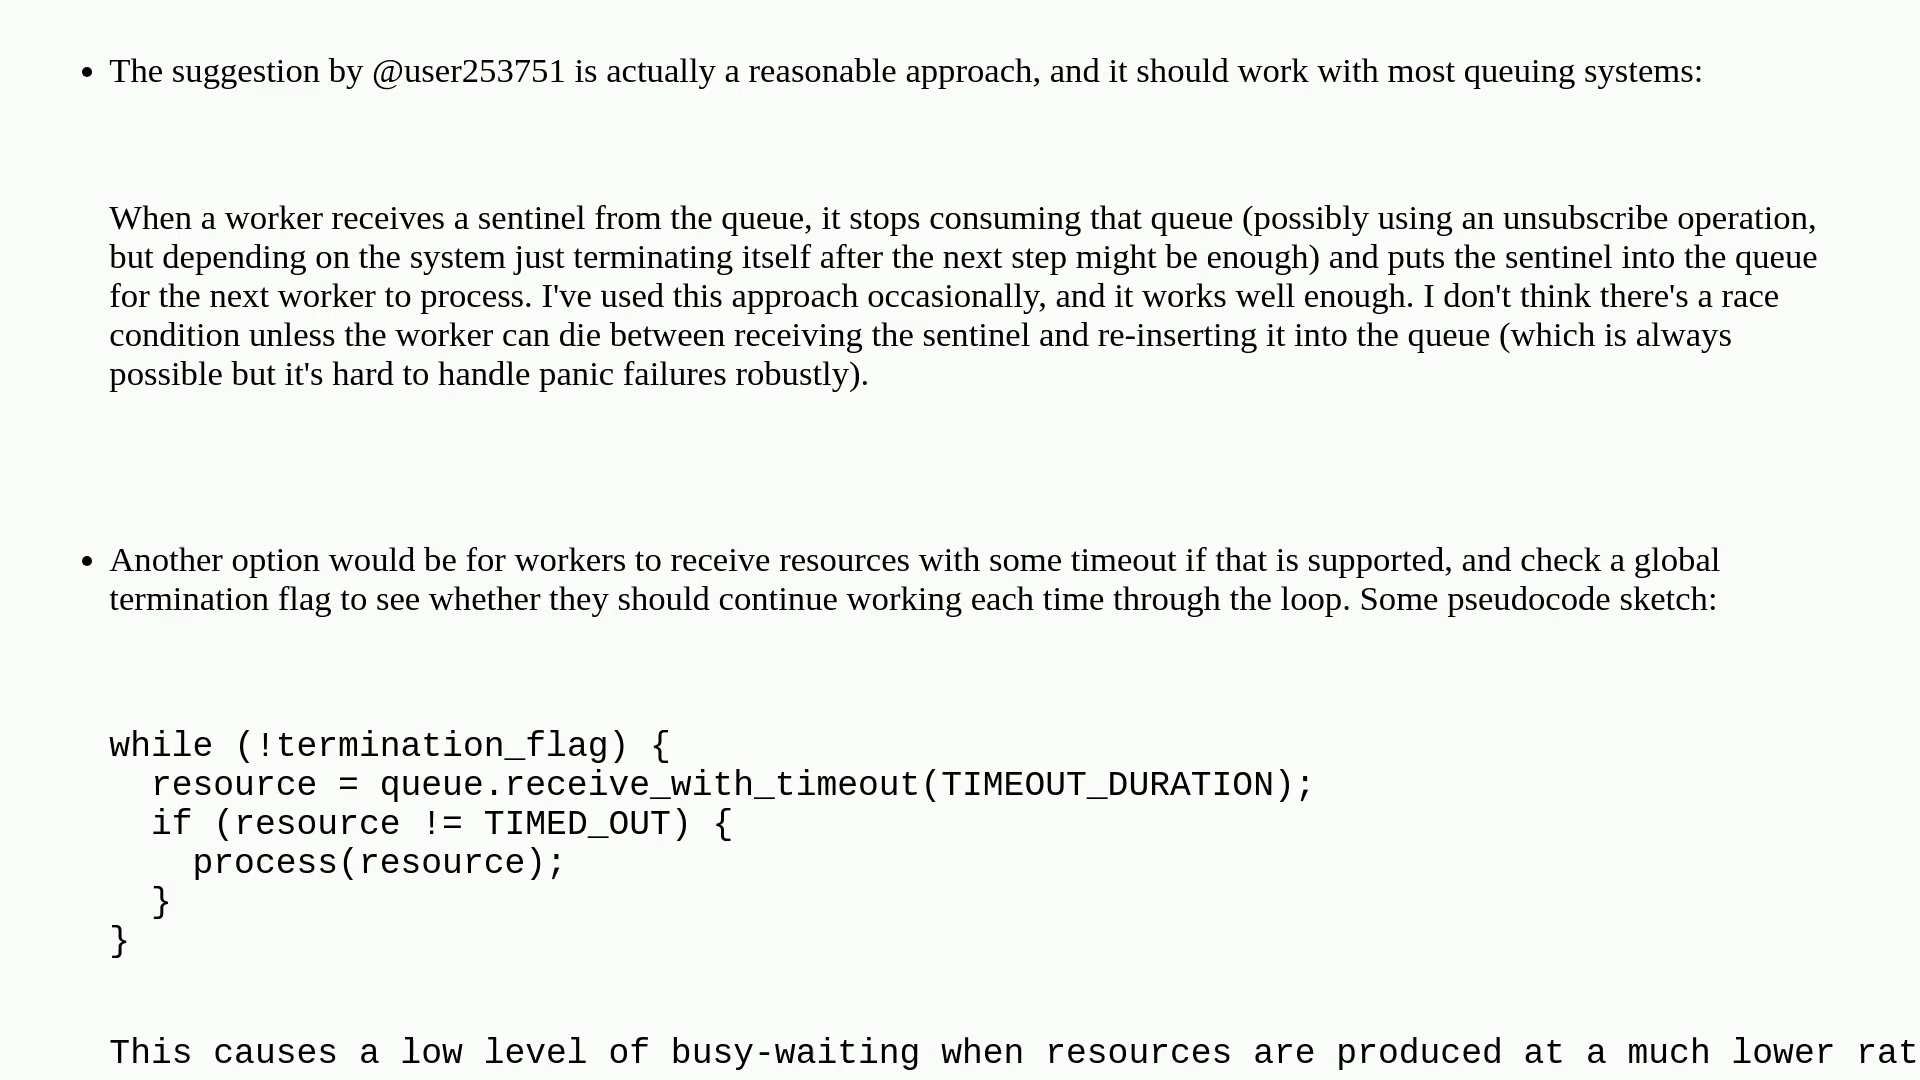 • The suggestion by @user253751 is actually a reasonable approach, and it should work with most queuing systems:
When a worker receives a sentinel from the queue, it stops consuming that queue (possibly using an unsubscribe operation,
but depending on the system just terminating itself after the next step might be enough) and puts the sentinel into the queue
for the next worker to process. I've used this approach occasionally, and it works well enough. I don't think there's a race
condition unless the worker can die between receiving the sentinel and re-inserting it into the queue (which is always
possible but it's hard to handle panic failures robustly).
• Another option would be for workers to receive resources with some timeout if that is supported, and check a global
termination flag to see whether they should continue working each time through the loop. Some pseudocode sketch:
while (!termination_flag) {
  resource = queue.receive_with_timeout(TIMEOUT_DURATION);
  if (resource != TIMED_OUT) {
    process(resource);
  }
}
This causes a low level of busy-waiting when resources are produced at a much lower rat